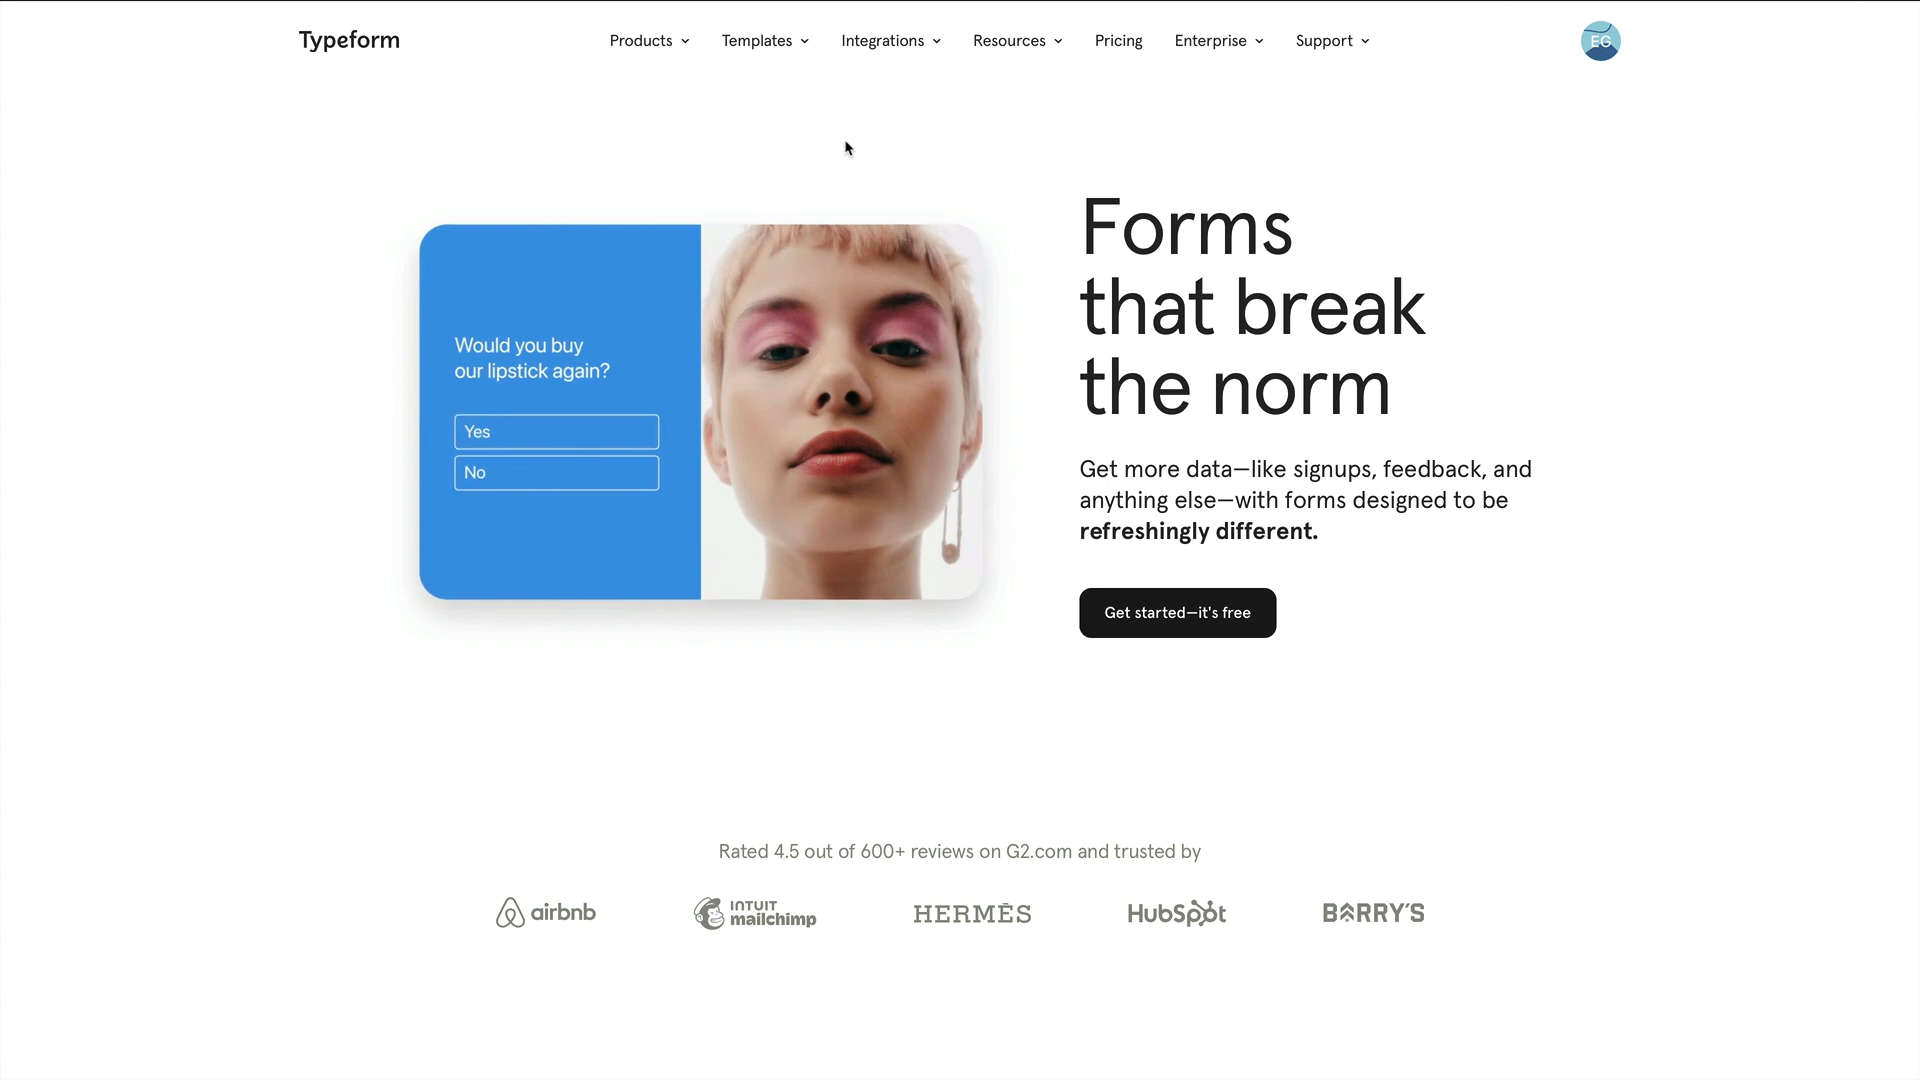 Typeform
Products
Templates
Integrations
Resources
Pricing
Enterprise
Support
EG
Would you buy
our lipstick again?
Yes
No
Forms
that break
the norm
Get more data—like signups, feedback, and
anything else—with forms designed to be
refreshingly different.
Get started—it's free
Rated 4.5 out of 600+ reviews on G2.com and trusted by
airbnb
INTUIT
mailchimp
HERMÈS
HubSpot
BARRY'S